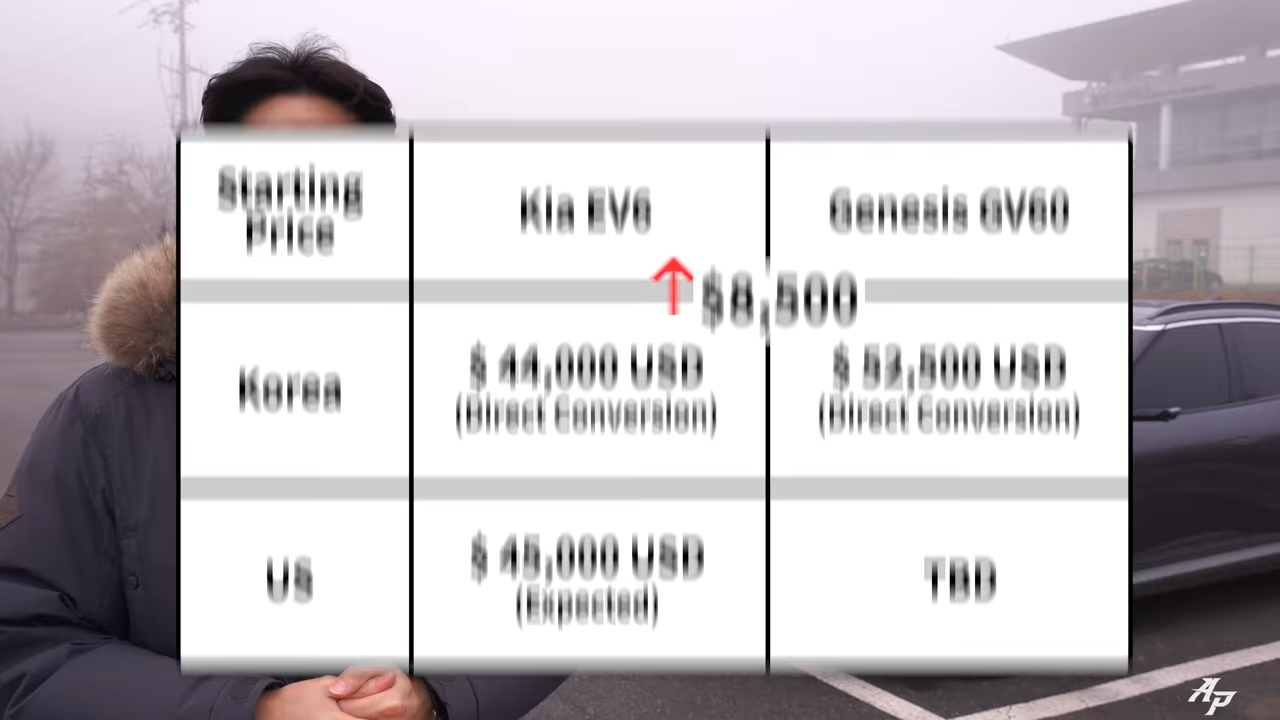 Starting
Price
Kia EV6
Genesis GV60
↑ $8,500
Korea
$ 44,000 USD
(Direct Conversion)
$ 52,500 USD
(Direct Conversion)
US
$ 45,000 USD
(Expected)
TBD
AP